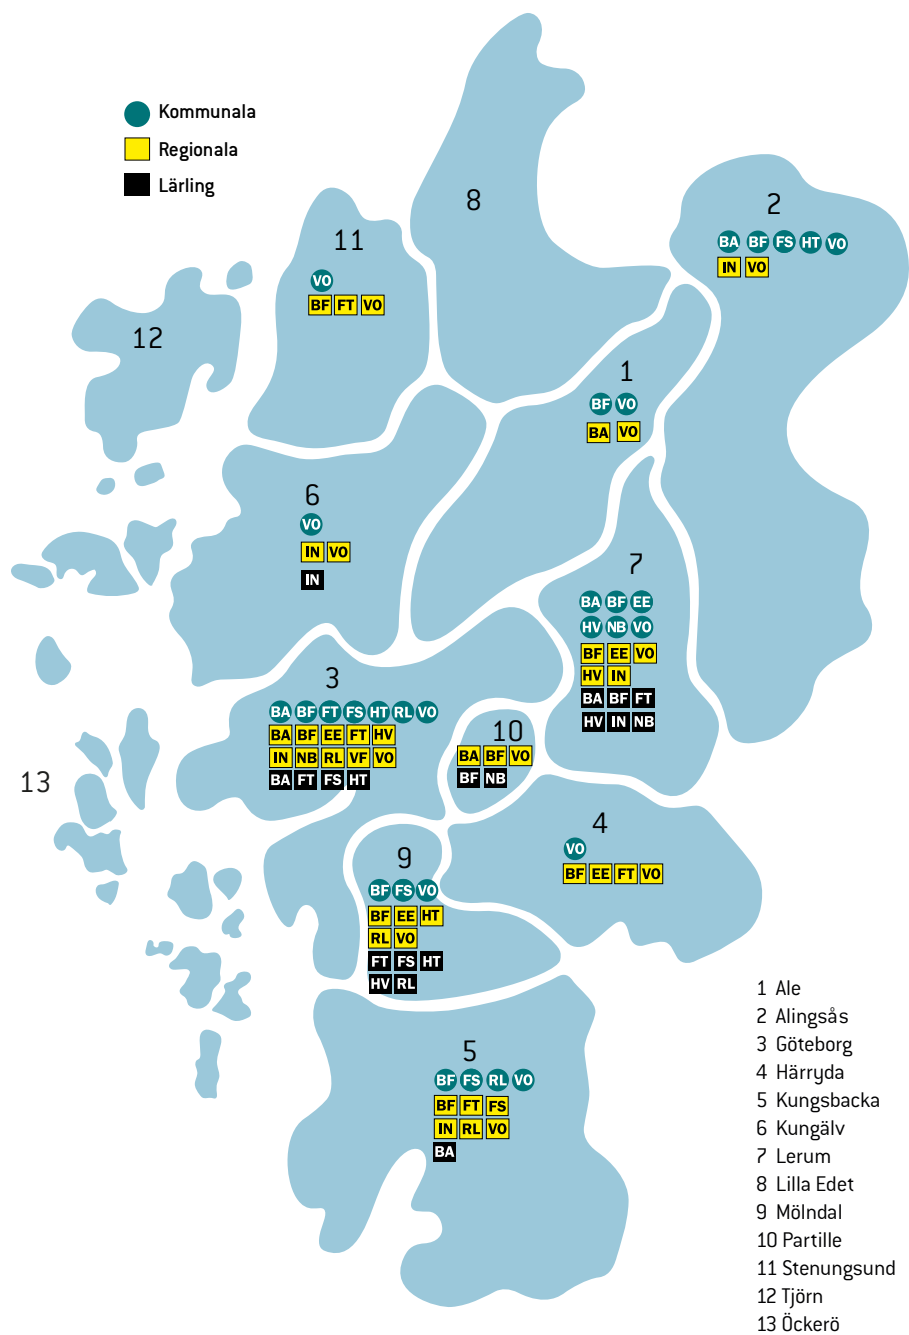 Kommunala
Regionala
Lärling
8
2
BA BF FS HT VO
IN VO
11
VO
BF FT VO
12
1
BF VO
BA VO
6
VO
IN VO
IN
7
BA BF EE
HV NB VO
BF EE VO
HV IN
BA BF FT
HV IN NB
3
BA BF FT FS HT RL VO
BA BF EE FT HV
IN NB RL VF VO
BA FT FS HT
10
BA BF VO
BF NB
13
4
VO
BF EE FT VO
9
BF FS VO
BF EE HT
RL VO
FT FS HT
HV RL
5
BF FS RL VO
BF FT FS
IN RL VO
BA
1 Ale
2 Alingsås
3 Göteborg
4 Härryda
5 Kungsbacka
6 Kungälv
7 Lerum
8 Lilla Edet
9 Mölndal
10 Partille
11 Stenungsund
12 Tjörn
13 Öckerö